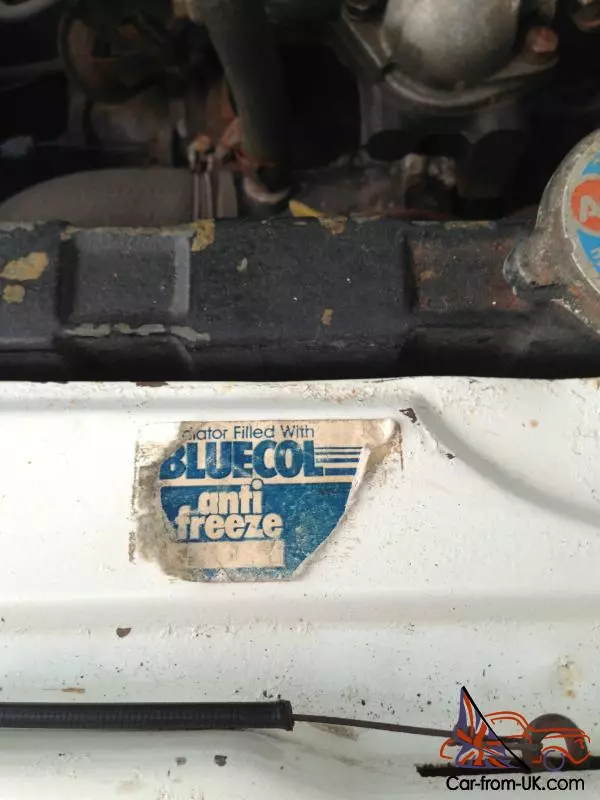 diator Filled With
BLUECOL
anti
freeze
Car-from-UK.com